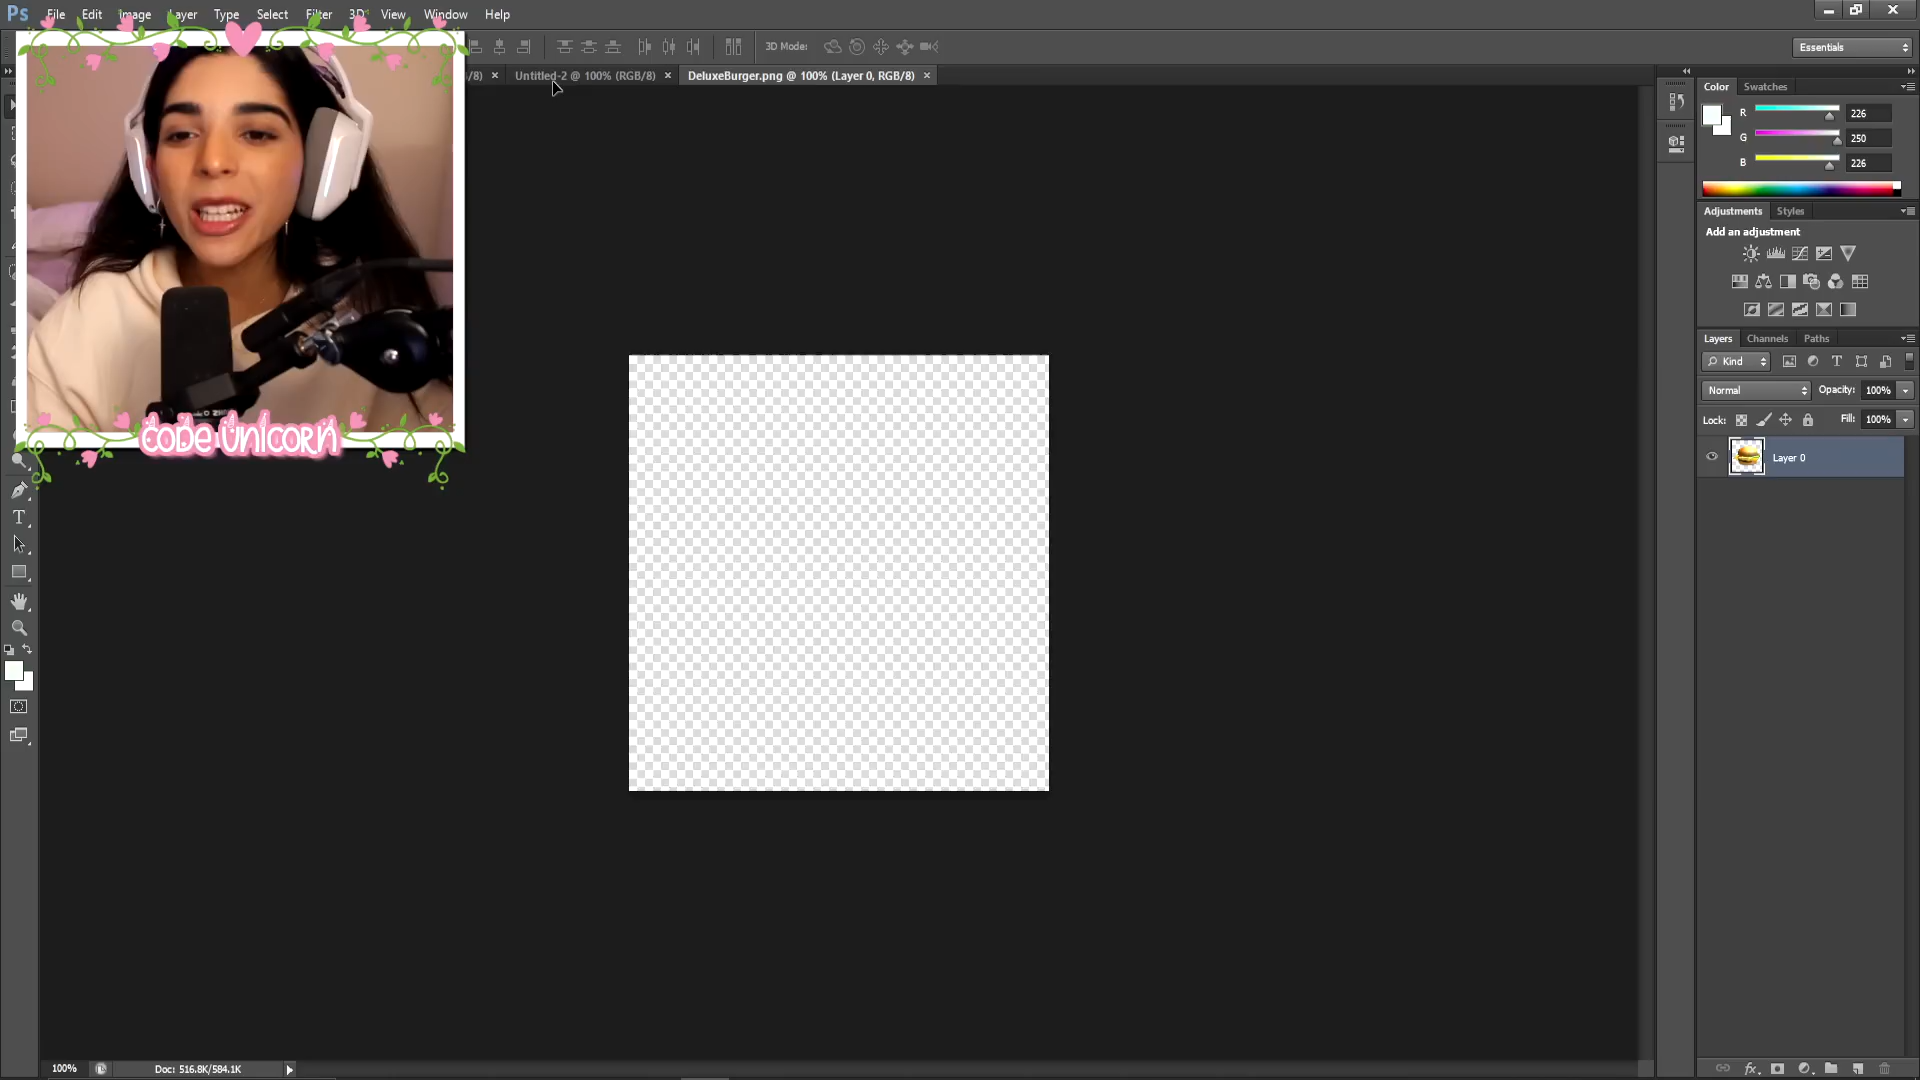 Ps File Edit Image Layer Type Select Filter 3D View Window Help
3D Mode:
Essentials
/8) × Untitled-2 @ 100% (RGB/8) × DeluxeBurger.png @ 100% (Layer 0, RGB/8) ×
Color Swatches
R 226
G 250
B 226
Adjustments Styles
Add an adjustment
Layers Channels Paths
Kind
Normal Opacity: 100%
Lock: Fill: 100%
Layer 0
CODE UNICORN
100% Doc: 516.8K/584.1K